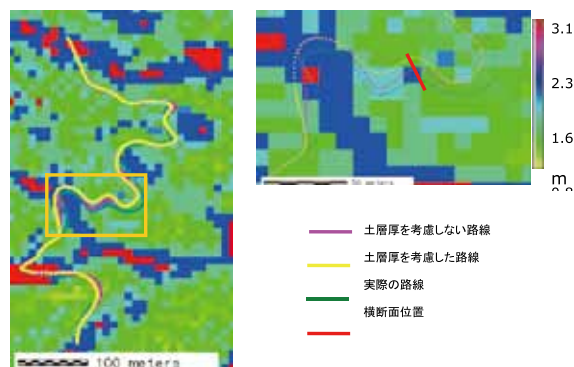 3.1
2.3
1.6
m
土層厚を考慮しない路線
土層厚を考慮した路線
実際の路線
横断面位置
100 meters